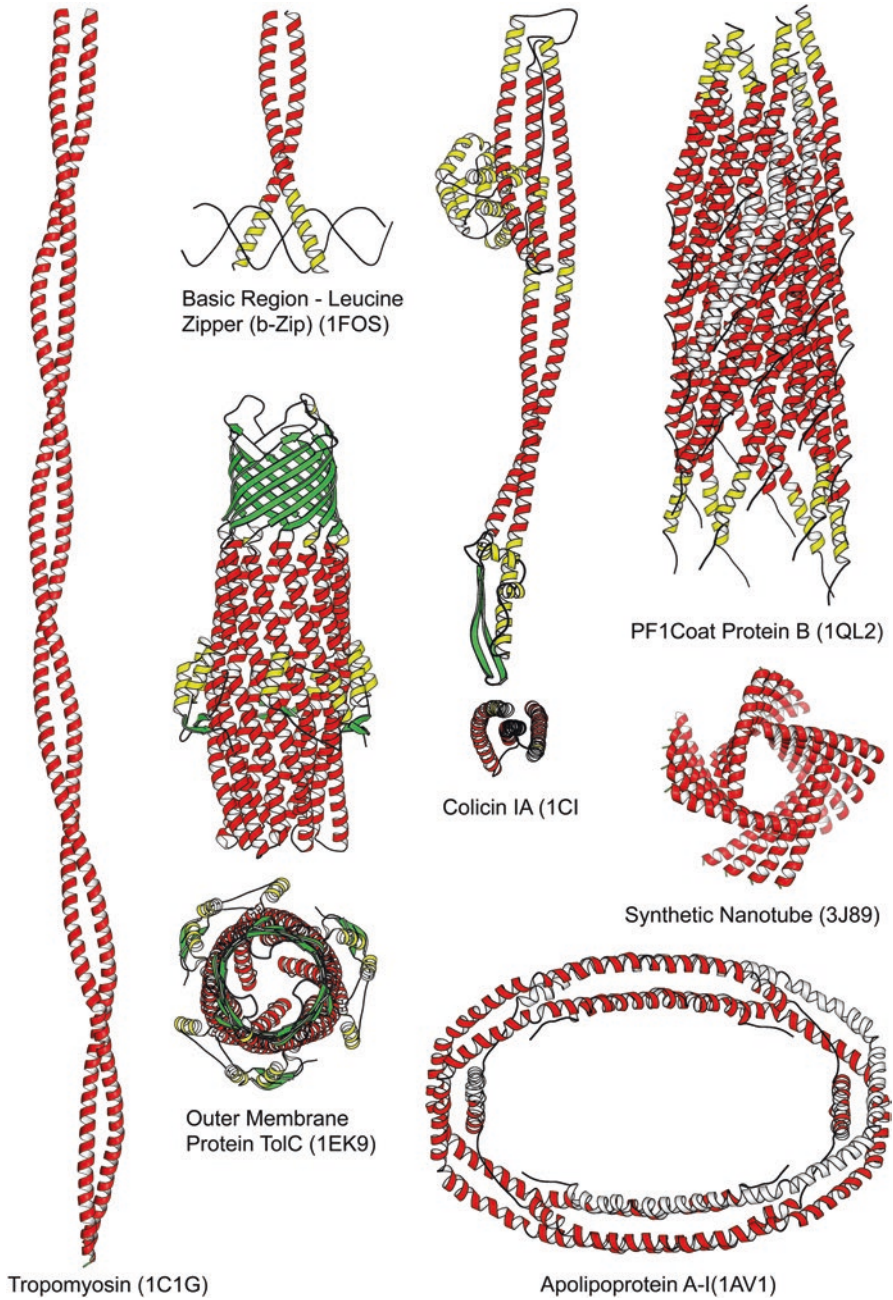 Basic Region - Leucine
Zipper (b-Zip) (1FOS)
PF1Coat Protein B (1QL2)
Colicin IA (1CI
Synthetic Nanotube (3J89)
Outer Membrane
Protein TolC (1EK9)
Tropomyosin (1C1G)
Apolipoprotein A-I(1AV1)